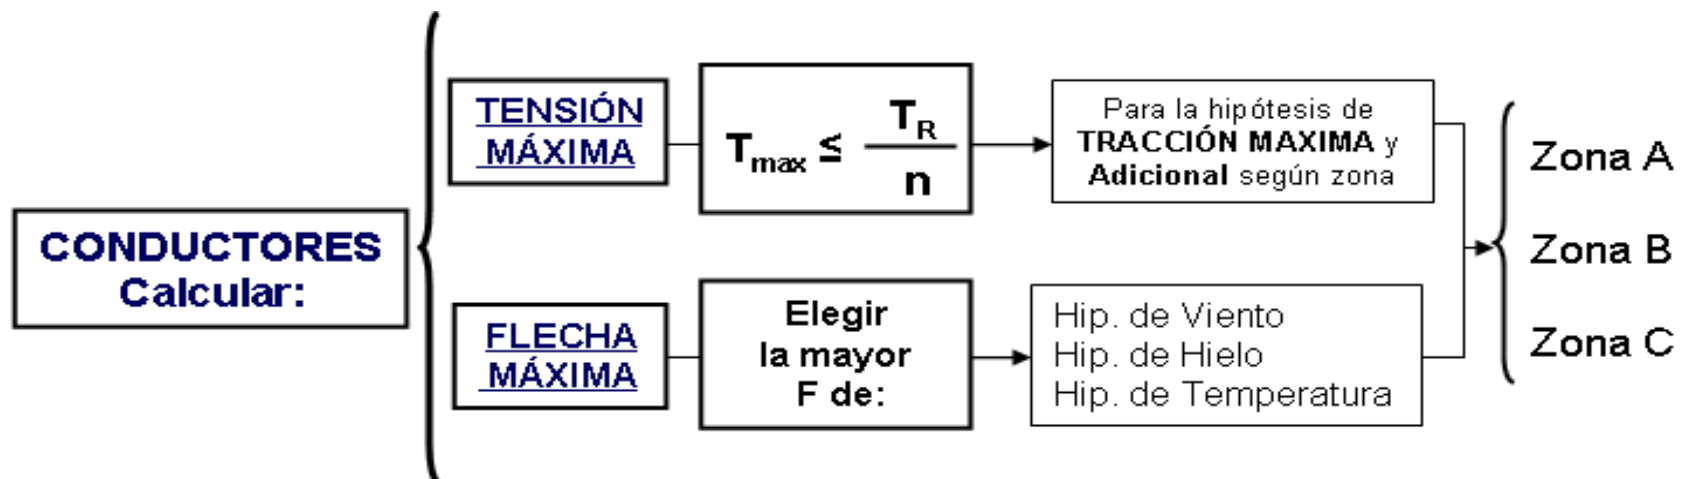 CONDUCTORES
Calcular:
TENSIÓN
MÁXIMA
Tmax ≤ TR
n
Para la hipótesis de
TRACCIÓN MAXIMA y
Adicional según zona
FLECHA
MÁXIMA
Elegir
la mayor
F de:
Hip. de Viento
Hip. de Hielo
Hip. de Temperatura
Zona A
Zona B
Zona C